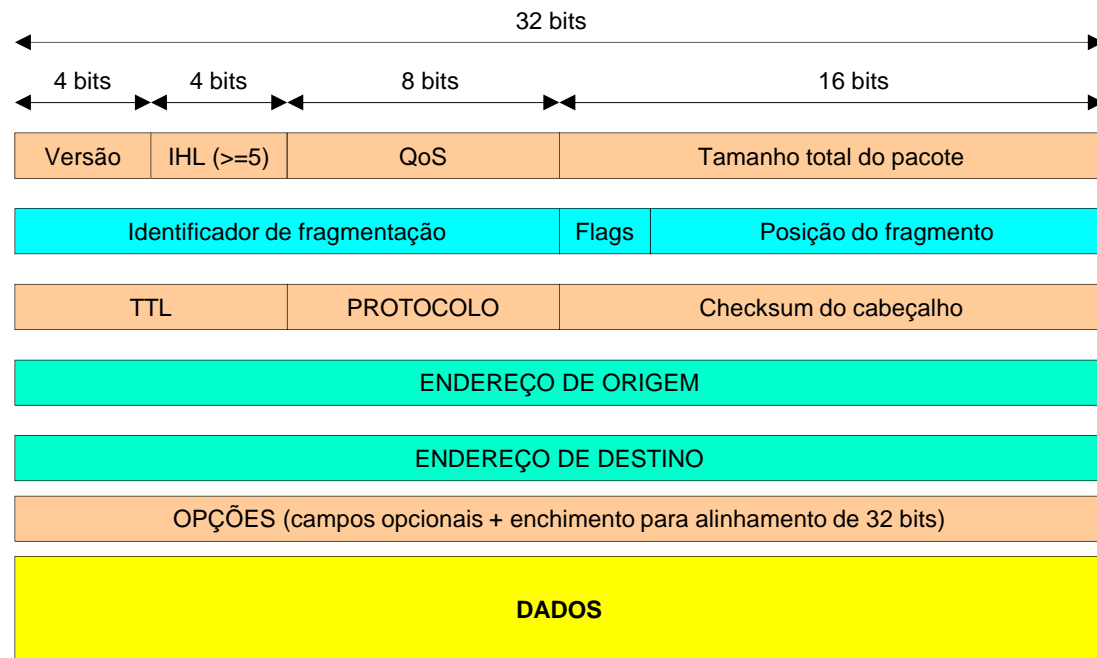 32 bits
4 bits 4 bits 8 bits 16 bits
Versão IHL (>=5) QoS Tamanho total do pacote
Identificador de fragmentação Flags Posição do fragmento
TTL PROTOCOLO Checksum do cabeçalho
ENDEREÇO DE ORIGEM
ENDEREÇO DE DESTINO
OPÇÕES (campos opcionais + enchimento para alinhamento de 32 bits)
DADOS